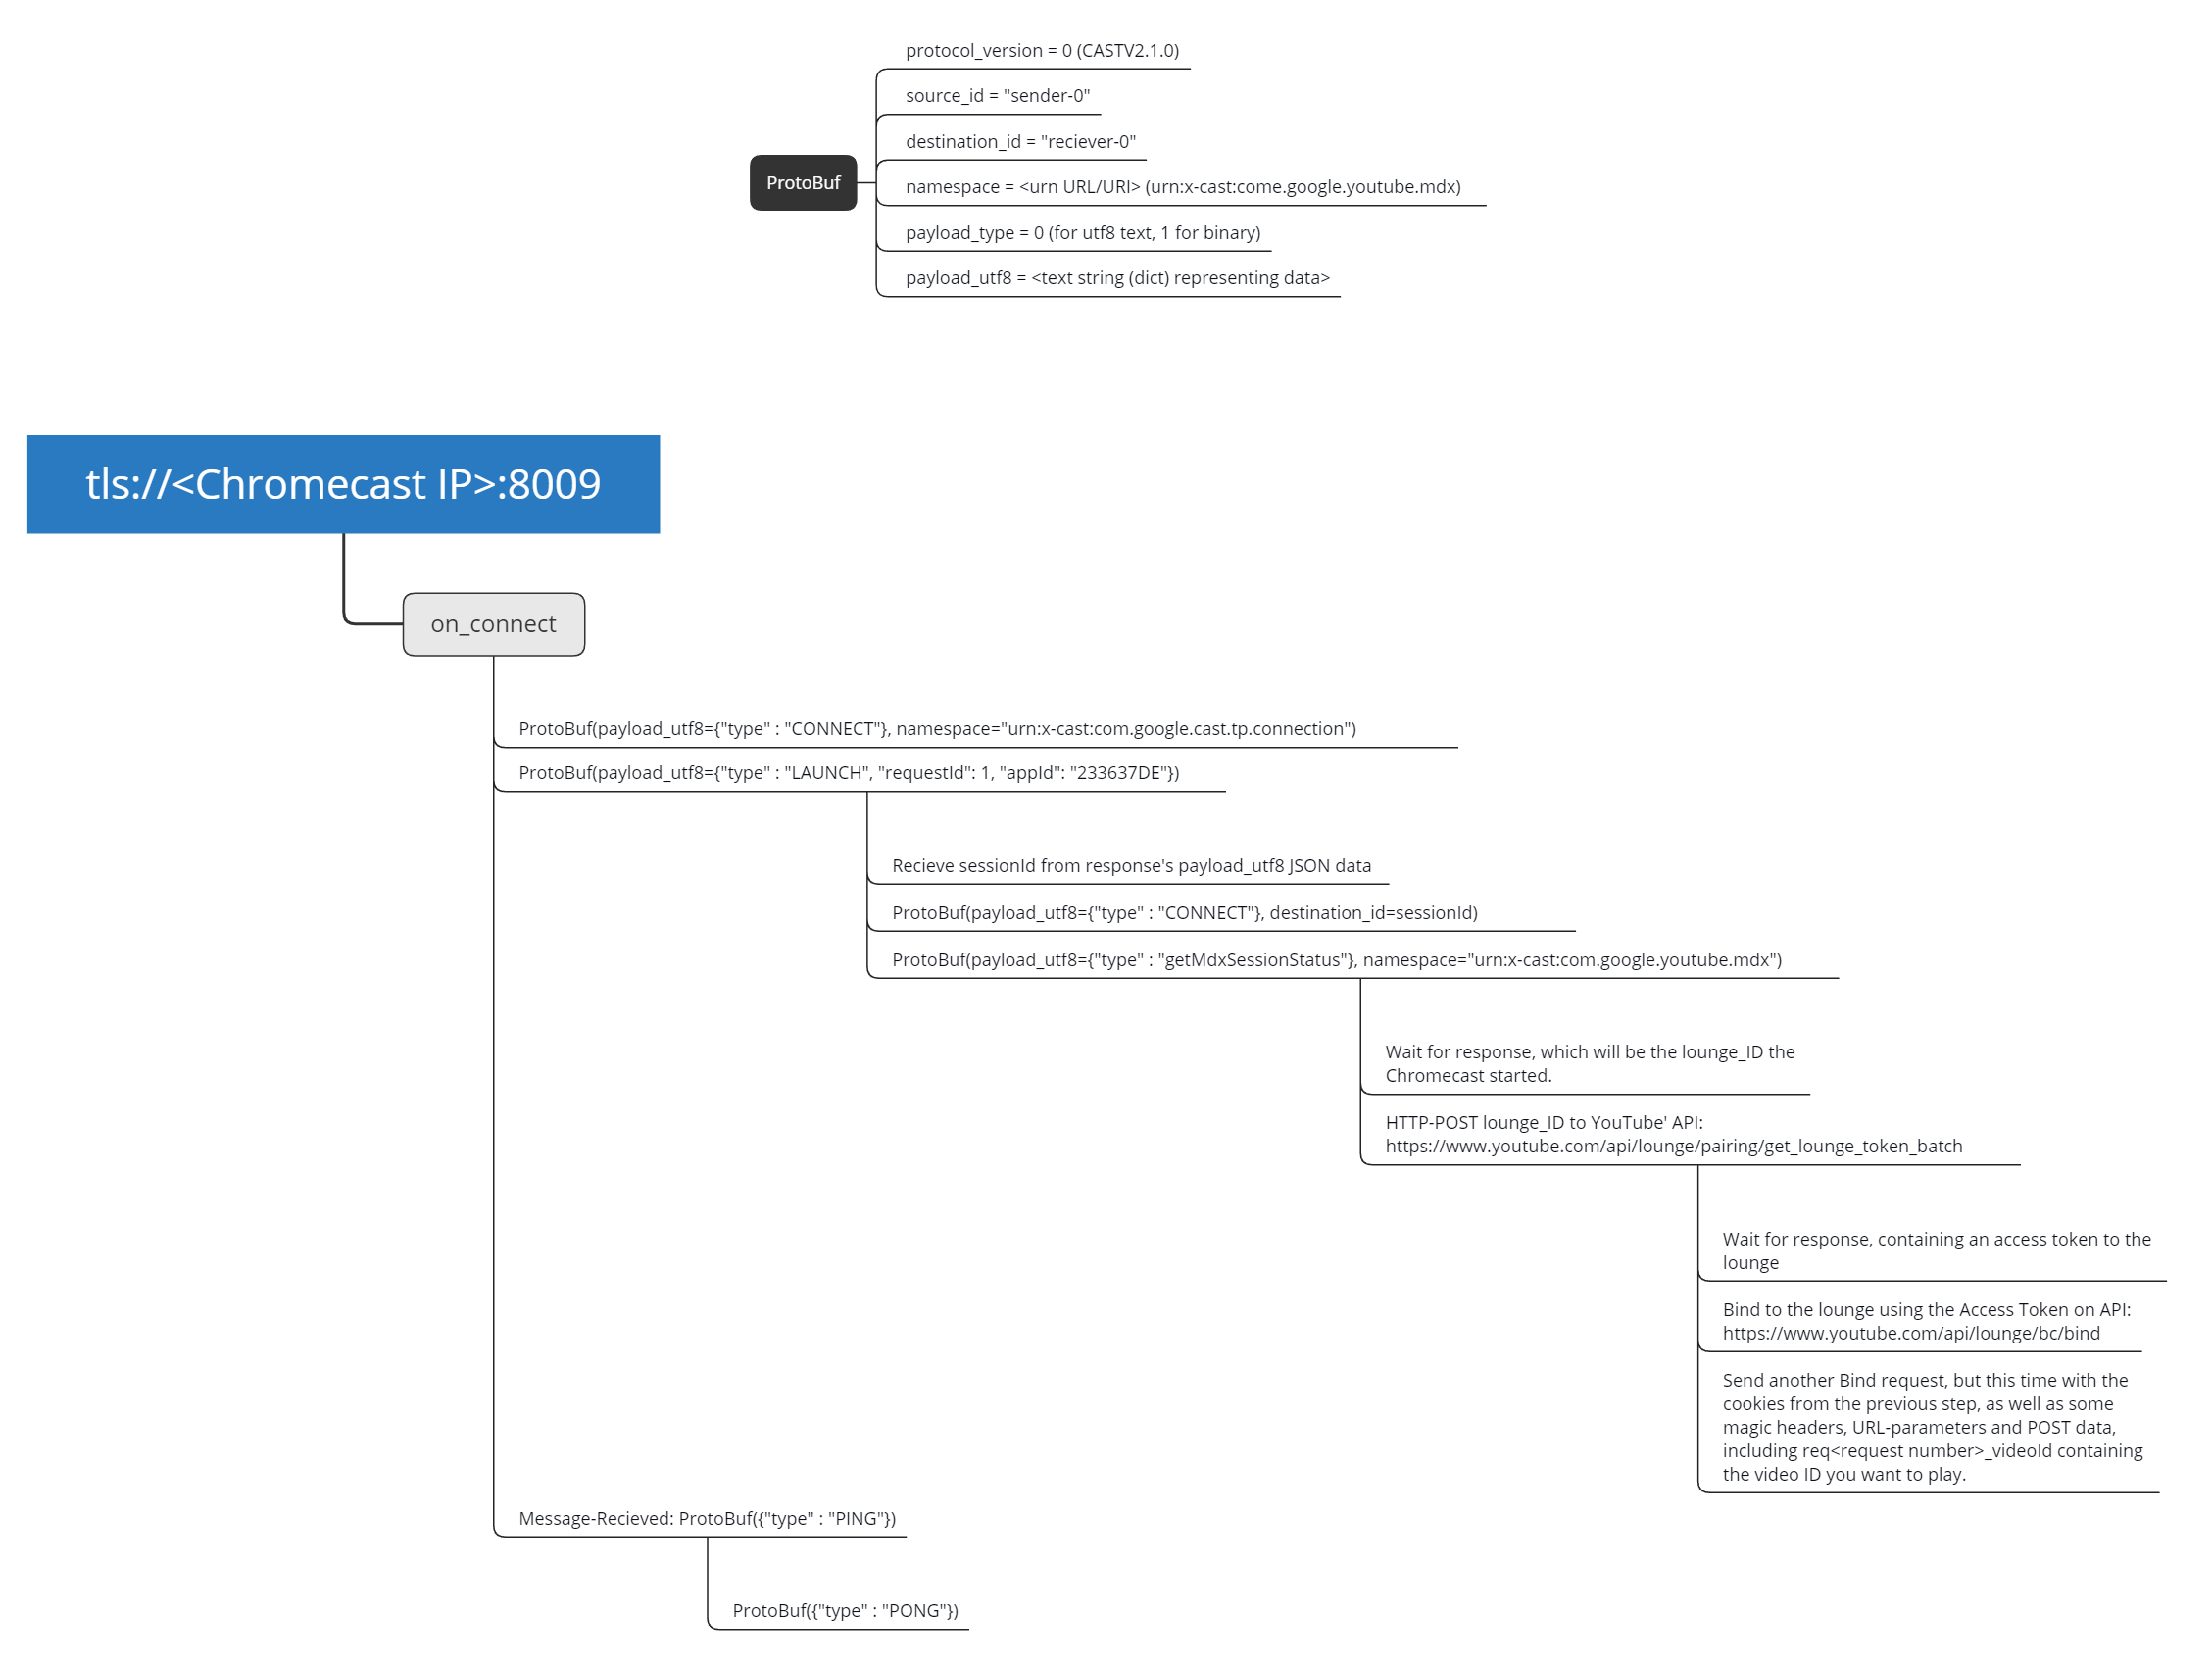 protocol_version = 0 (CASTV2.1.0)
source_id = "sender-0"
destination_id = "reciever-0"
ProtoBuf
namespace = <urn URL/URI> (urn:x-cast:come.google.youtube.mdx)
payload_type = 0 (for utf8 text, 1 for binary)
payload_utf8 = <text string (dict) representing data>
tls://<Chromecast IP>:8009
on_connect
ProtoBuf(payload_utf8={"type" : "CONNECT"}, namespace="urn:x-cast:com.google.cast.tp.connection")
ProtoBuf(payload_utf8={"type" : "LAUNCH", "requestId": 1, "appId": "233637DE"})
Recieve sessionId from response's payload_utf8 JSON data
ProtoBuf(payload_utf8={"type" : "CONNECT"}, destination_id=sessionId)
ProtoBuf(payload_utf8={"type" : "getMdxSessionStatus"}, namespace="urn:x-cast:com.google.youtube.mdx")
Wait for response, which will be the lounge_ID the
Chromecast started.
HTTP-POST lounge_ID to YouTube' API:
https://www.youtube.com/api/lounge/pairing/get_lounge_token_batch
Wait for response, containing an access token to the
lounge
Bind to the lounge using the Access Token on API:
https://www.youtube.com/api/lounge/bc/bind
Send another Bind request, but this time with the
cookies from the previous step, as well as some
magic headers, URL-parameters and POST data,
including req<request number>_videoId containing
the video ID you want to play.
Message-Recieved: ProtoBuf({"type" : "PING"})
ProtoBuf({"type" : "PONG"})